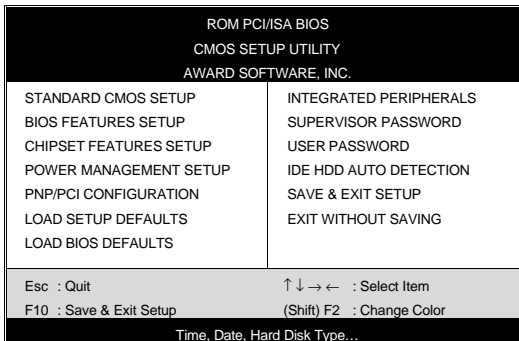 ROM PCI/ISA BIOS
CMOS SETUP UTILITY
AWARD SOFTWARE, INC.
STANDARD CMOS SETUP
BIOS FEATURES SETUP
CHIPSET FEATURES SETUP
POWER MANAGEMENT SETUP
PNP/PCI CONFIGURATION
LOAD SETUP DEFAULTS
LOAD BIOS DEFAULTS
INTEGRATED PERIPHERALS
SUPERVISOR PASSWORD
USER PASSWORD
IDE HDD AUTO DETECTION
SAVE & EXIT SETUP
EXIT WITHOUT SAVING
Esc : Quit
↑ ↓ → ← : Select Item
F10 : Save & Exit Setup
(Shift) F2 : Change Color
Time, Date, Hard Disk Type…